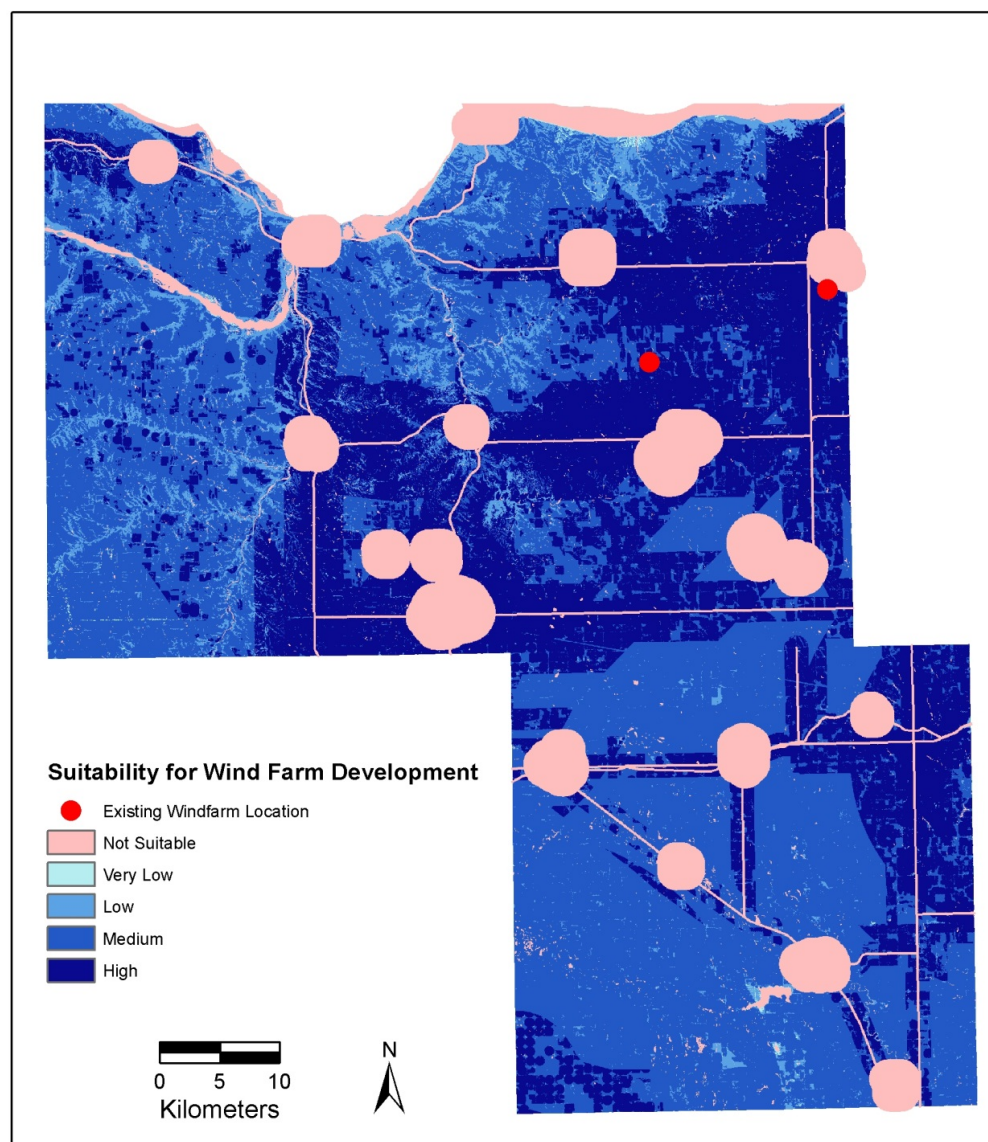 Suitability for Wind Farm Development
Existing Windfarm Location
Not Suitable
Very Low
Low
Medium
High
0 5 10
Kilometers
N